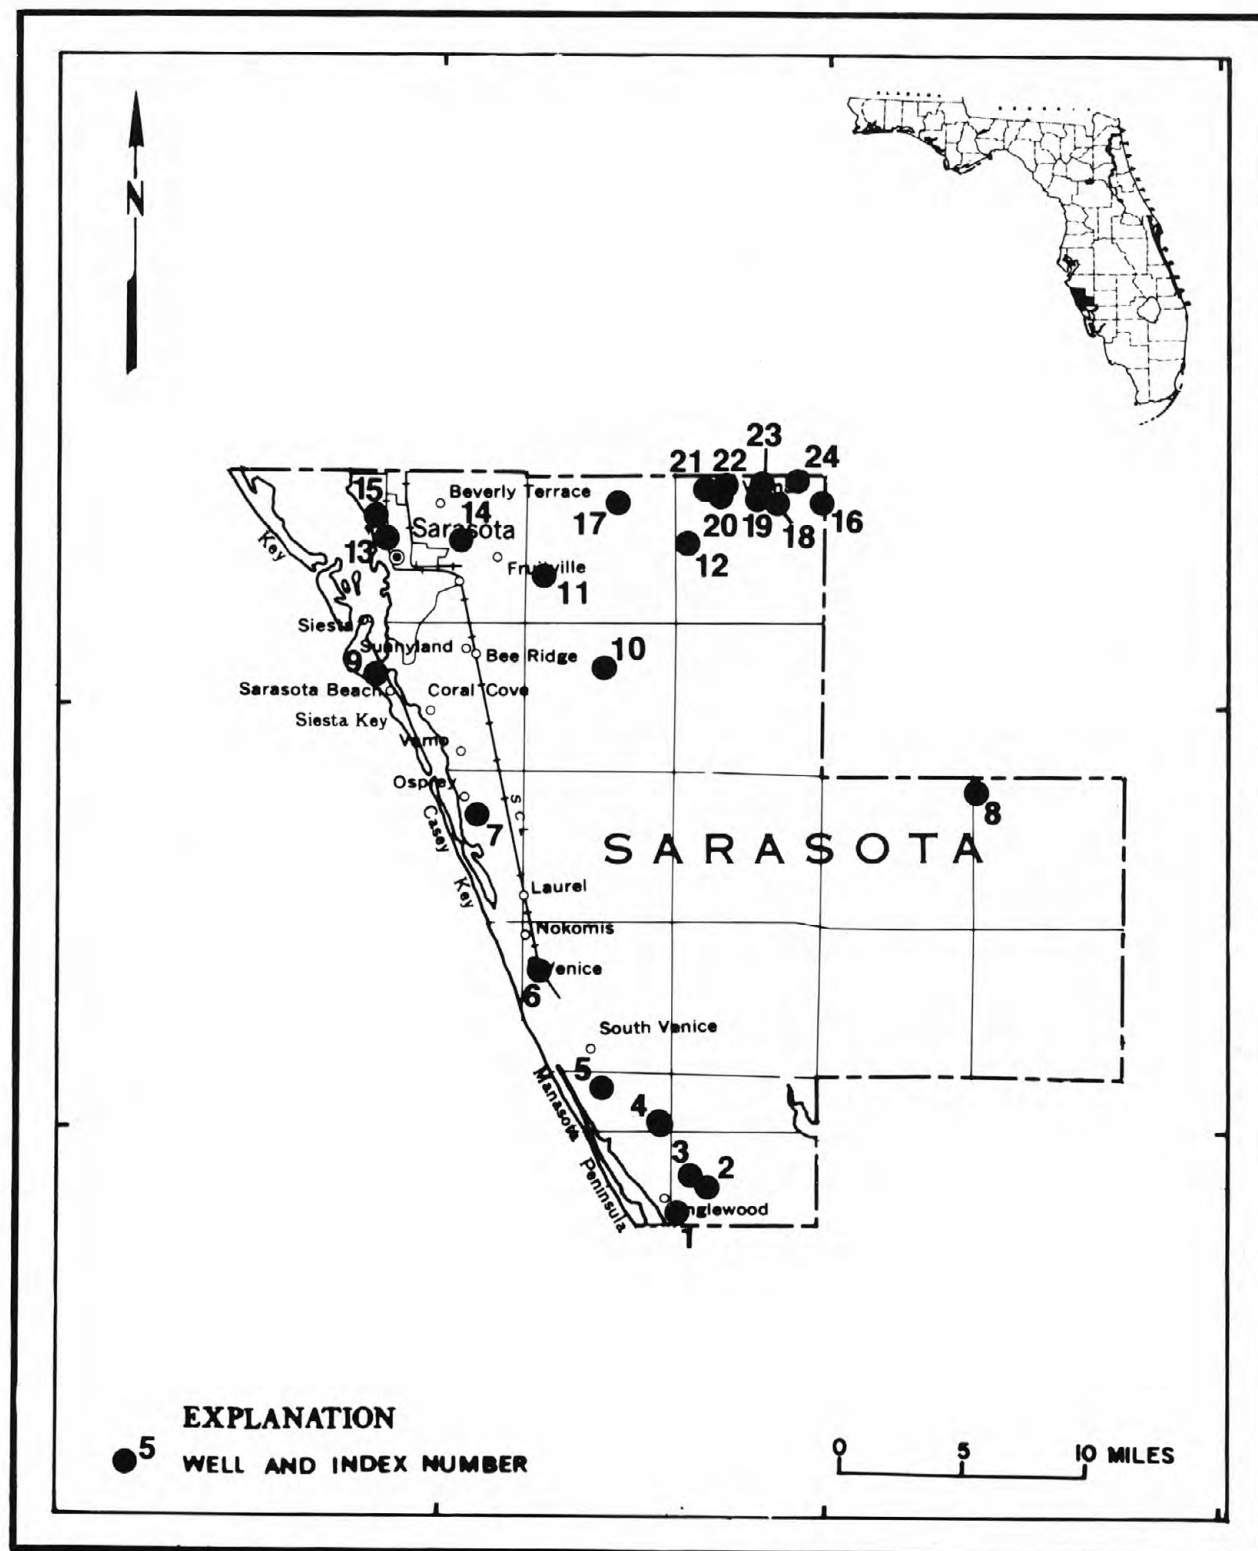 N
23
21
22
24
15
Beverly Terrace
14
17
Sarasota
20
19
18
16
13
12
Key
Fruitville
11
Siesta
Sunnyland
10
Bee Ridge
9
Sarasota Beach
Coral Cove
Siesta Key
Vamo
Osprey
S C L
8
7
Casey Key
SARASOTA
Laurel
Nokomis
Venice
6
South Venice
5
4
Manasota Peninsula
3
2
Englewood
1
EXPLANATION
5
WELL AND INDEX NUMBER
0 5 10 MILES